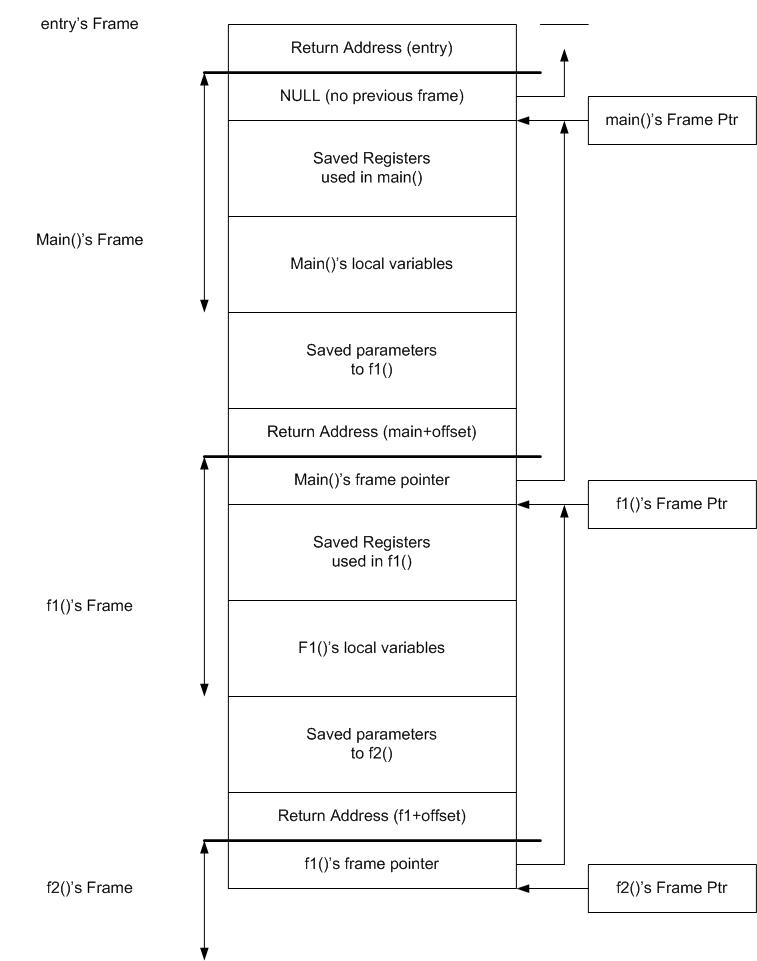 entry's Frame
Return Address (entry)
NULL (no previous frame)
main()'s Frame Ptr
Saved Registers
used in main()
Main()'s Frame
Main()'s local variables
Saved parameters
to f1()
Return Address (main+offset)
Main()'s frame pointer
f1()'s Frame Ptr
Saved Registers
used in f1()
f1()'s Frame
F1()'s local variables
Saved parameters
to f2()
Return Address (f1+offset)
f1()'s frame pointer
f2()'s Frame
f2()'s Frame Ptr